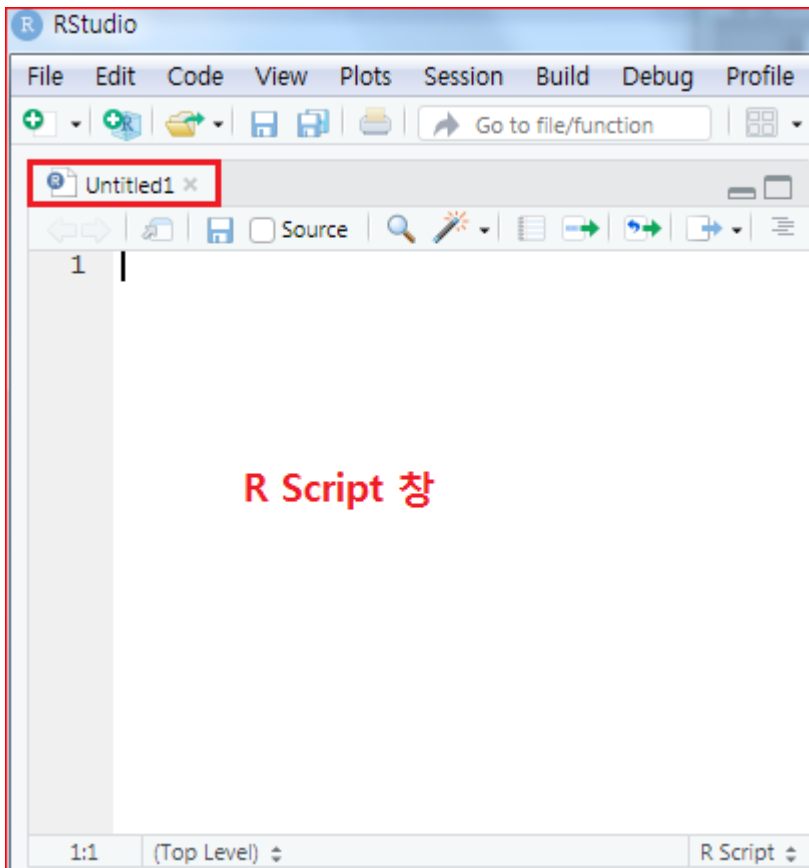 RStudio
File Edit Code View Plots Session Build Debug Profile
Go to file/function
Untitled1
Source
1
R Script 창
1:1 (Top Level) R Script